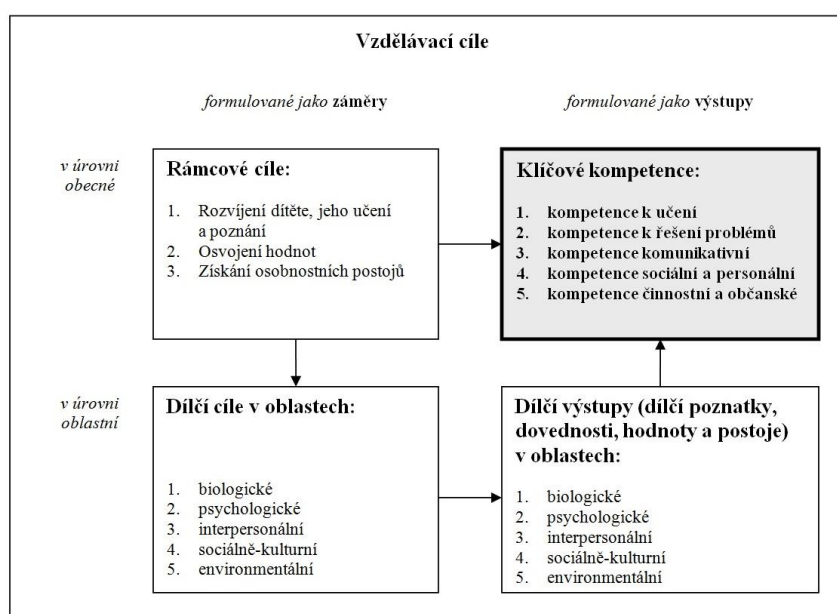 Vzdělávací cíle
formulované jako záměry
formulované jako výstupy
v úrovni
obecné
Rámcové cíle:
1. Rozvíjení dítěte, jeho učení
a poznání
2. Osvojení hodnot
3. Získání osobnostních postojů
Klíčové kompetence:
1. kompetence k učení
2. kompetence k řešení problémů
3. kompetence komunikativní
4. kompetence sociální a personální
5. kompetence činnostní a občanské
v úrovni
oblastní
Dílčí cíle v oblastech:
1. biologické
2. psychologické
3. interpersonální
4. sociálně-kulturní
5. environmentální
Dílčí výstupy (dílčí poznatky,
dovednosti, hodnoty a postoje)
v oblastech:
1. biologické
2. psychologické
3. interpersonální
4. sociálně-kulturní
5. environmentální